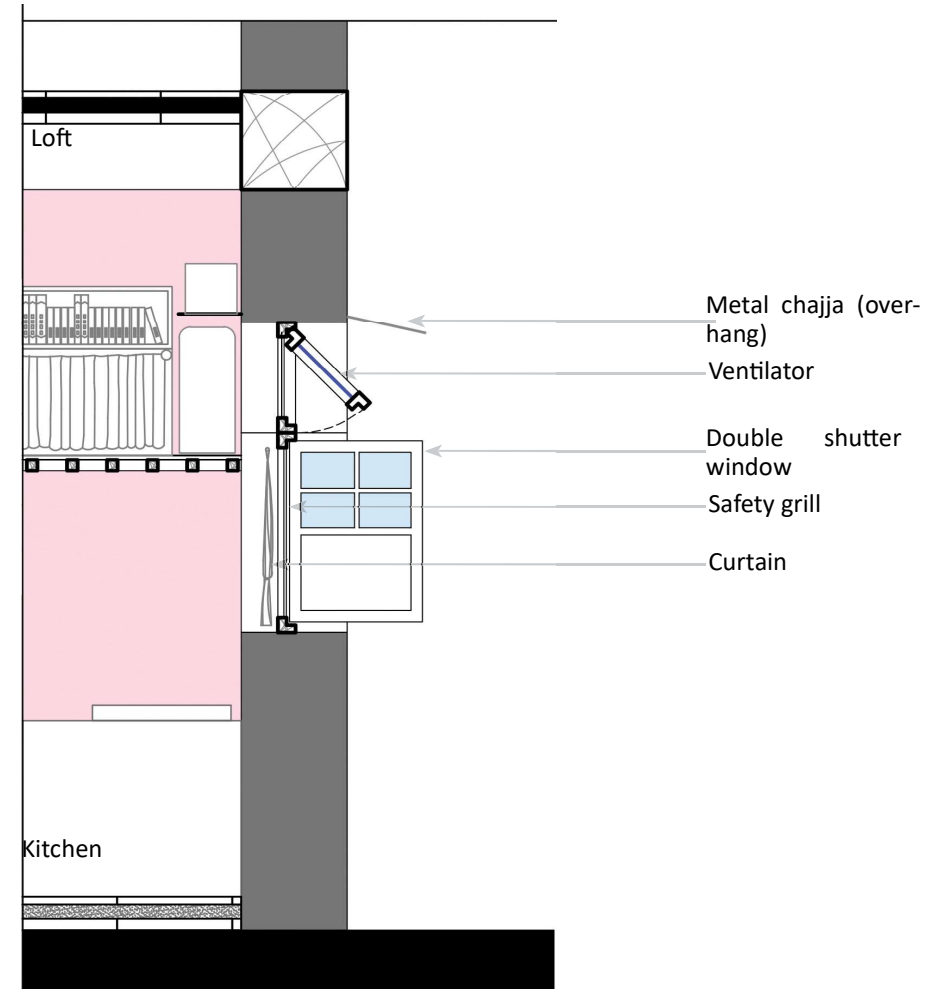 Loft
Metal chajja (over-
hang)
Ventilator
Double shutter
window
Safety grill
Curtain
Kitchen